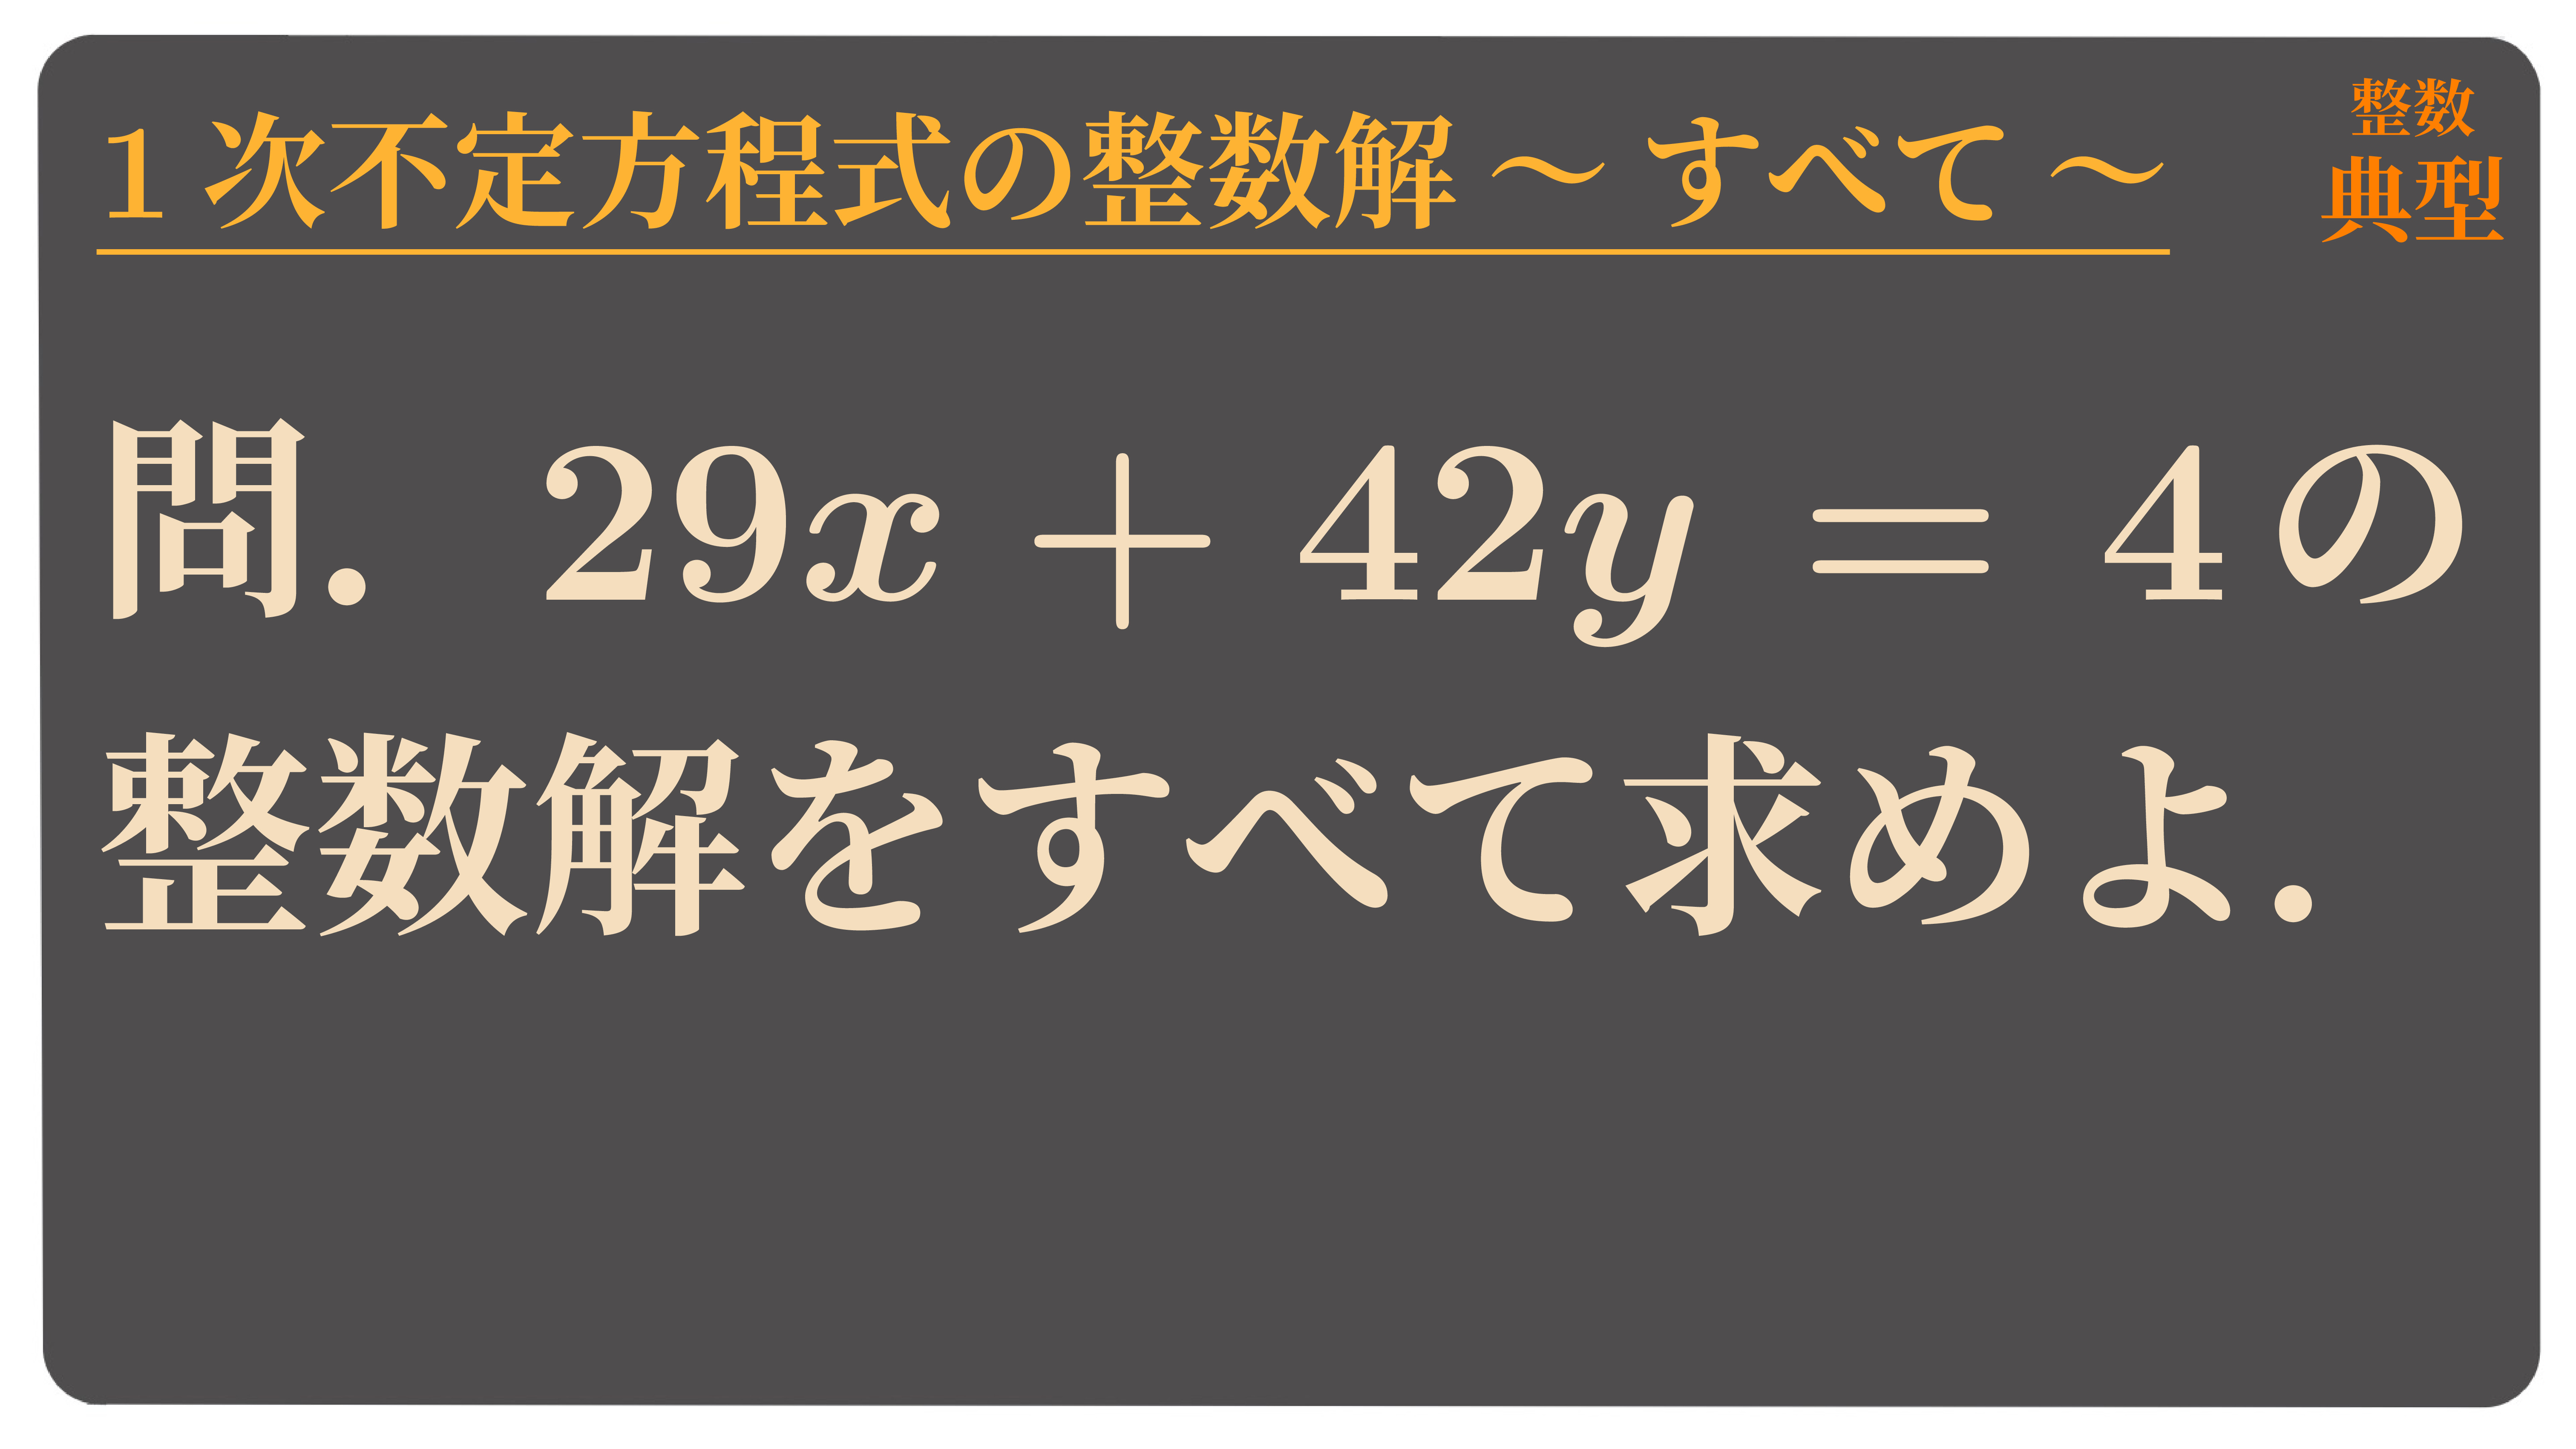 1次不定方程式の整数解〜すべて〜
整数
典型
問. 29x + 42y = 4の
整数解をすべて求めよ.